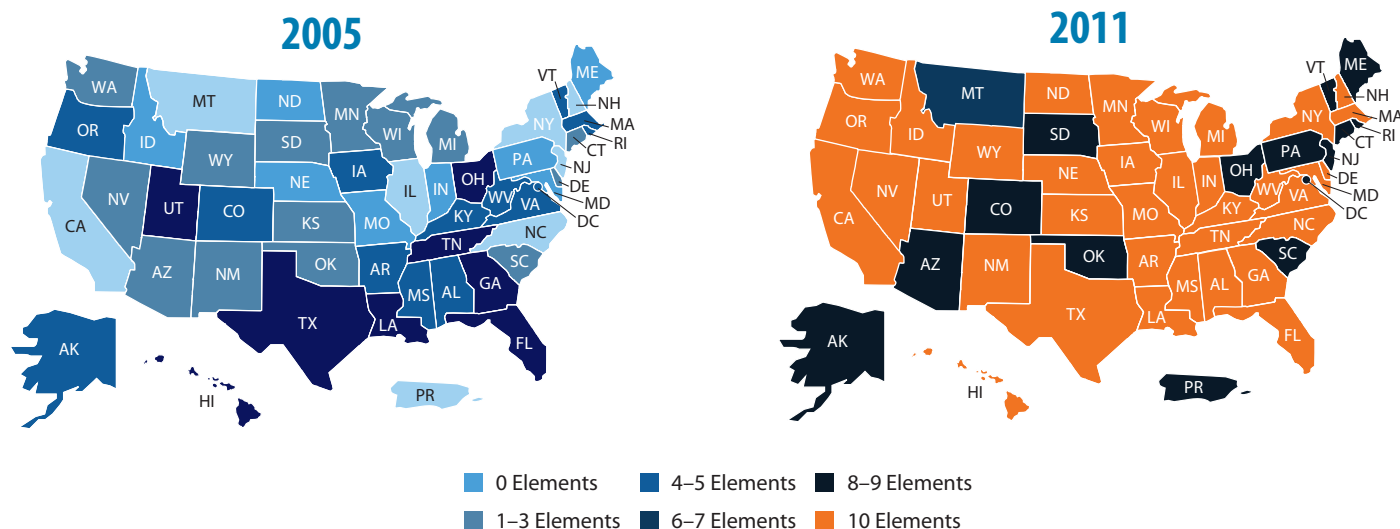 2005
2011
WA
OR
CA
NV
ID
MT
WY
UT
AZ
CO
NM
ND
SD
NE
KS
OK
TX
MN
IA
MO
AR
LA
WI
IL
MI
IN
OH
KY
TN
MS
AL
GA
FL
SC
NC
VA
WV
PA
NY
VT
ME
NH
MA
RI
CT
NJ
DE
MD
DC
AK
HI
PR
WA
OR
CA
NV
ID
MT
WY
UT
AZ
CO
NM
ND
SD
NE
KS
OK
TX
MN
IA
MO
AR
LA
WI
IL
MI
IN
OH
KY
TN
MS
AL
GA
FL
SC
NC
VA
WV
PA
NY
VT
ME
NH
MA
RI
CT
NJ
DE
MD
DC
AK
HI
PR
0 Elements
4–5 Elements
8–9 Elements
1–3 Elements
6–7 Elements
10 Elements